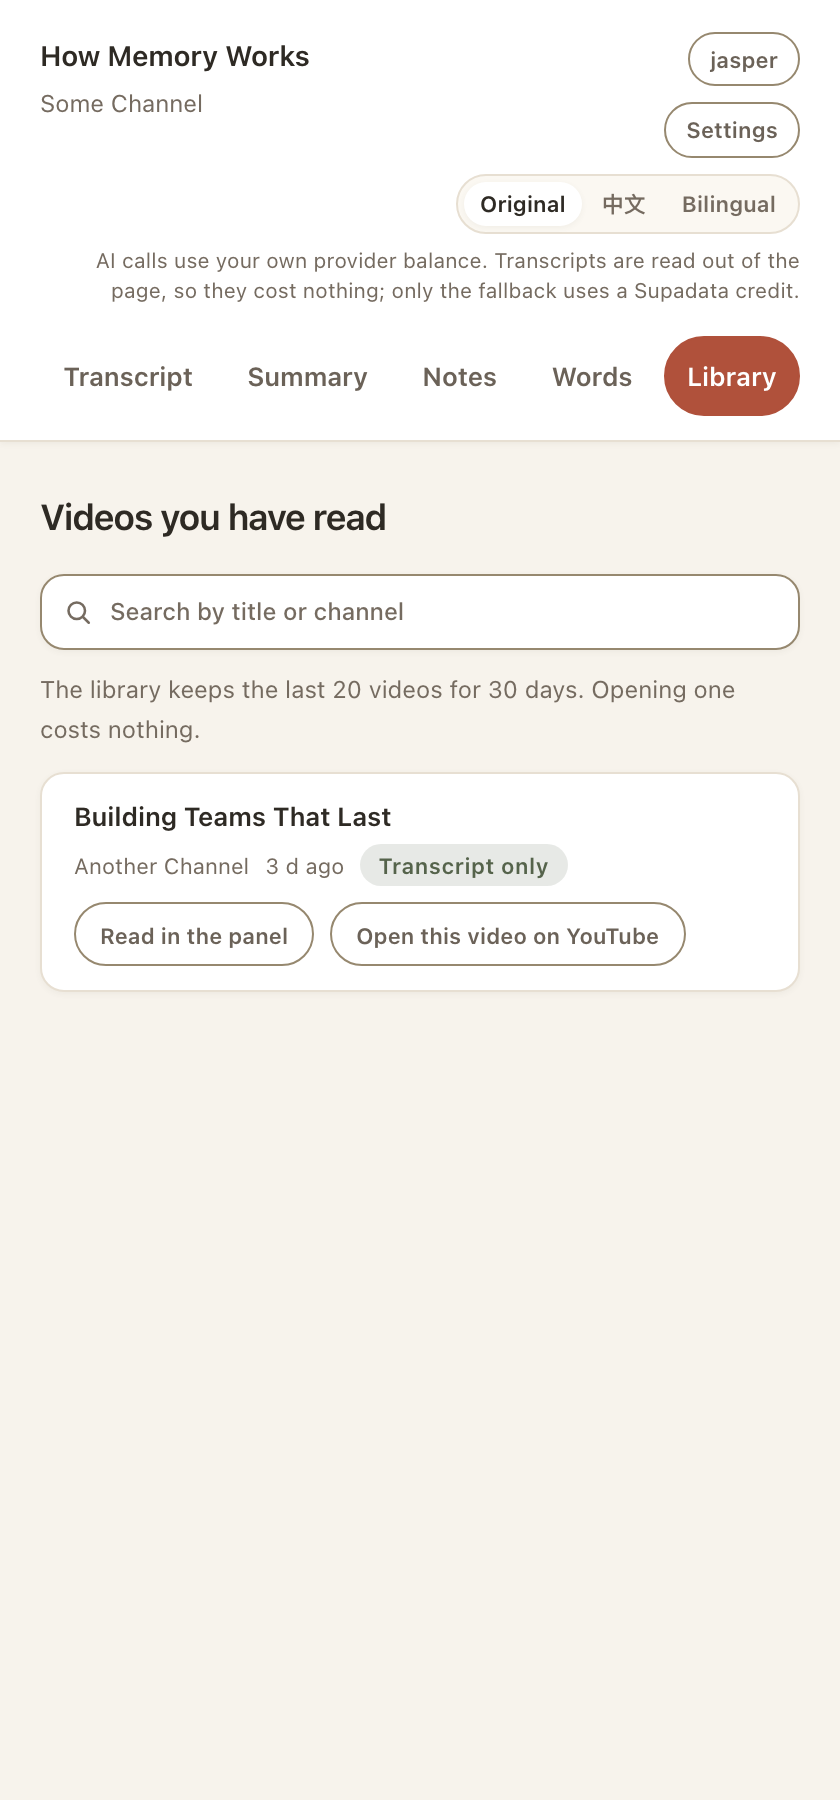 How Memory Works
Some Channel
jasper
Settings
Original 中文 Bilingual
AI calls use your own provider balance. Transcripts are read out of the
page, so they cost nothing; only the fallback uses a Supadata credit.
Transcript Summary Notes Words Library
Videos you have read
Search by title or channel
The library keeps the last 20 videos for 30 days. Opening one
costs nothing.
Building Teams That Last
Another Channel 3 d ago Transcript only
Read in the panel Open this video on YouTube